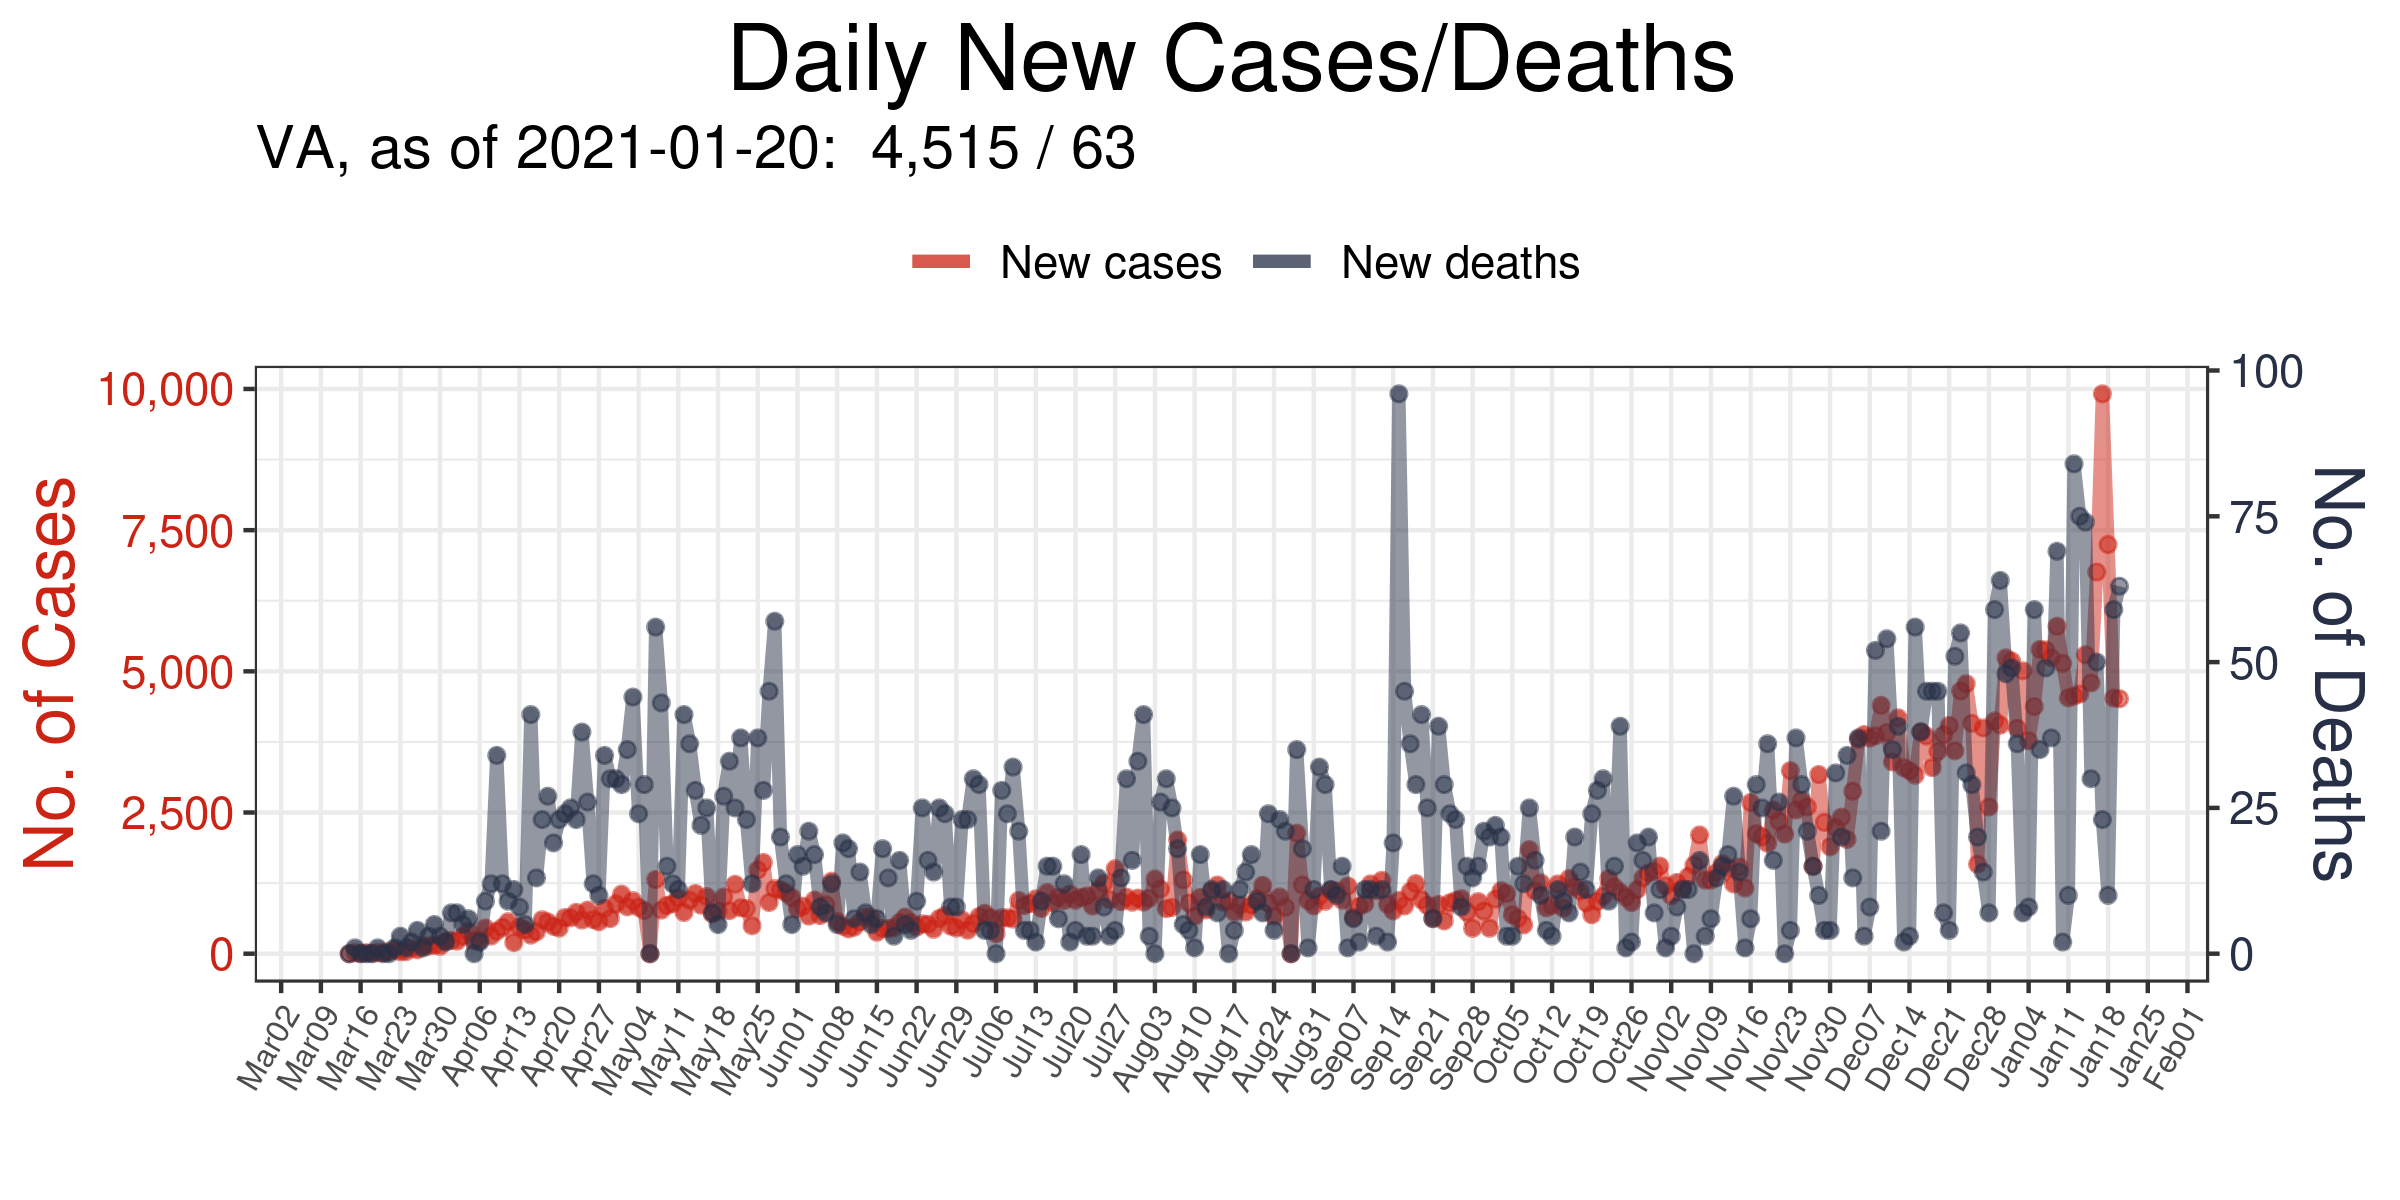 Daily New Cases/Deaths
VA, as of 2021-01-20:  4,515 / 63
New cases New deaths
No. of Cases
10,000
7,500
5,000
2,500
0
100
75
50
25
0
No. of Deaths
Mar02 Mar09 Mar16 Mar23 Mar30 Apr06 Apr13 Apr20 Apr27 May04 May11 May18 May25 Jun01 Jun08 Jun15 Jun22 Jun29 Jul06 Jul13 Jul20 Jul27 Aug03 Aug10 Aug17 Aug24 Aug31 Sep07 Sep14 Sep21 Sep28 Oct05 Oct12 Oct19 Oct26 Nov02 Nov09 Nov16 Nov23 Nov30 Dec07 Dec14 Dec21 Dec28 Jan04 Jan11 Jan18 Jan25 Feb01